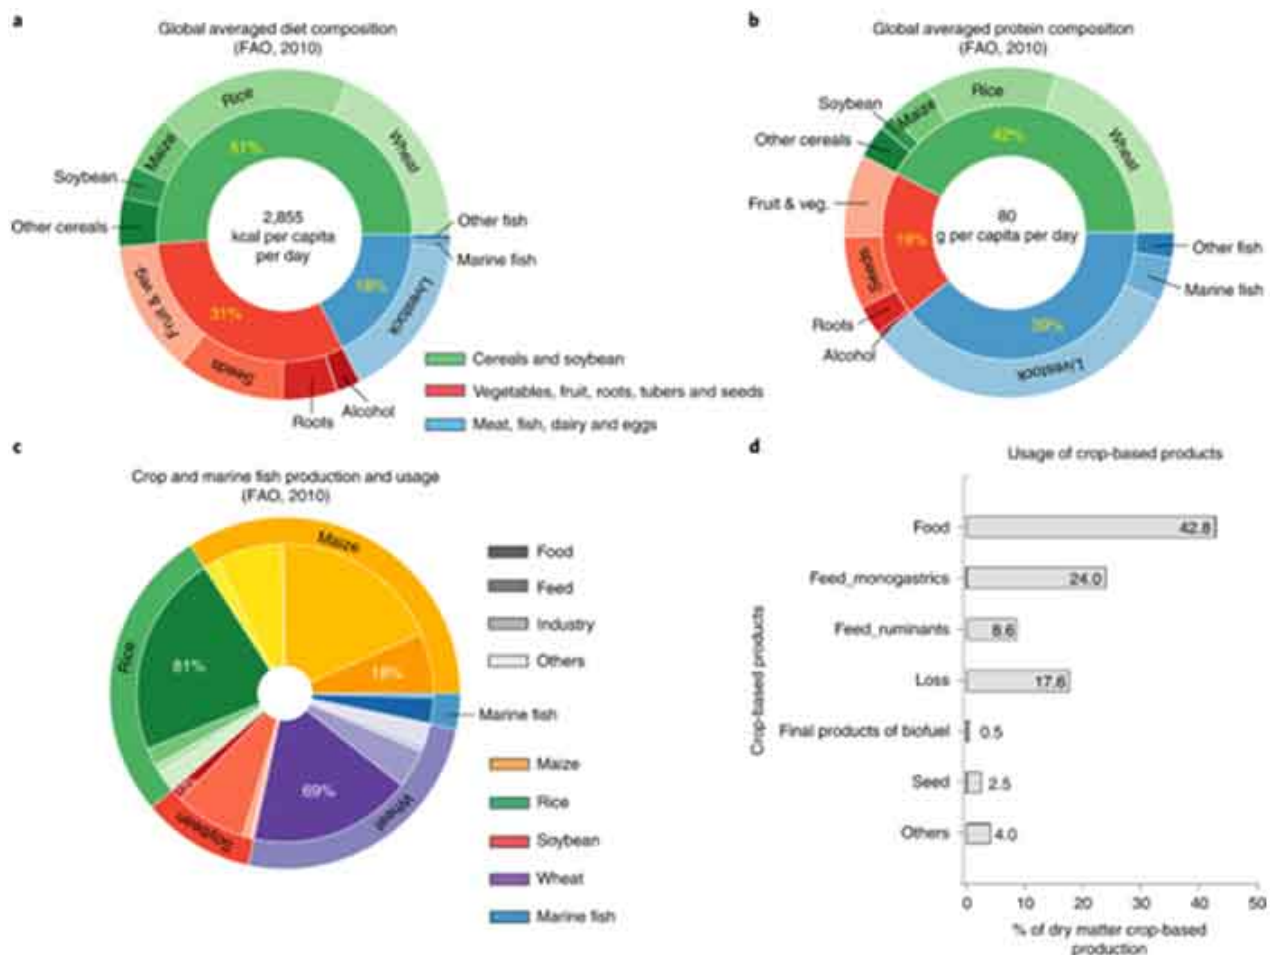 a
Global averaged diet composition
(FAO, 2010)
Rice
Wheat
Maize
51%
Soybean
Other cereals
2,855
kcal per capita
per day
Other fish
Marine fish
18%
Livestock
Fruit & veg.
31%
Seeds
Roots
Alcohol
Cereals and soybean
Vegetables, fruit, roots, tubers and seeds
Meat, fish, dairy and eggs
b
Global averaged protein composition
(FAO, 2010)
Rice
Soybean
Maize
Wheat
Other cereals
42%
Fruit & veg.
80
g per capita per day
19%
Other fish
Marine fish
Seeds
Roots
Alcohol
39%
Livestock
c
Crop and marine fish production and usage
(FAO, 2010)
Maize
Rice
81%
18%
Marine fish
69%
Wheat
Soybean
Food
Feed
Industry
Others
Maize
Rice
Soybean
Wheat
Marine fish
d
Usage of crop-based products
Crop-based products
Food 42.8
Feed_monogastrics 24.0
Feed_ruminants 8.6
Loss 17.6
Final products of biofuel 0.5
Seed 2.5
Others 4.0
0 10 20 30 40 50
% of dry matter crop-based
production